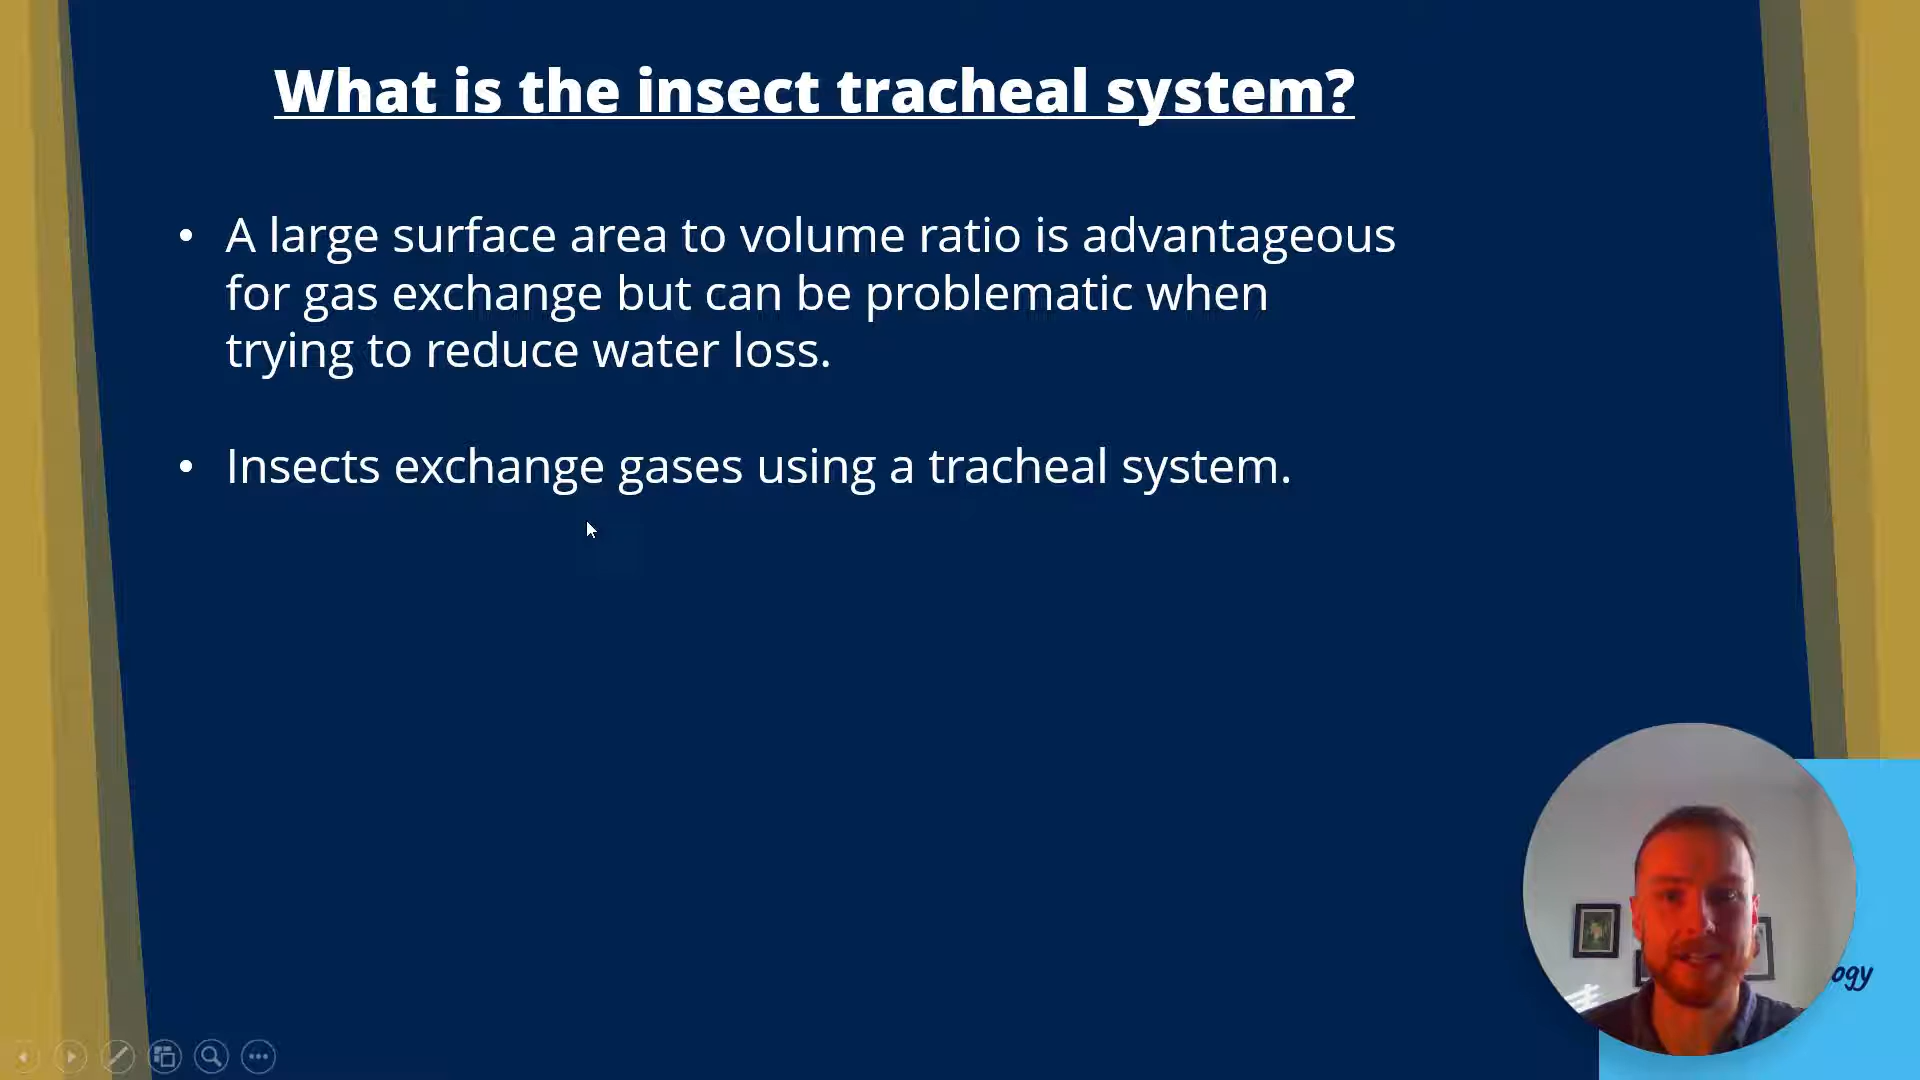 What is the insect tracheal system?
• A large surface area to volume ratio is advantageous
for gas exchange but can be problematic when
trying to reduce water loss.
• Insects exchange gases using a tracheal system.
ogy